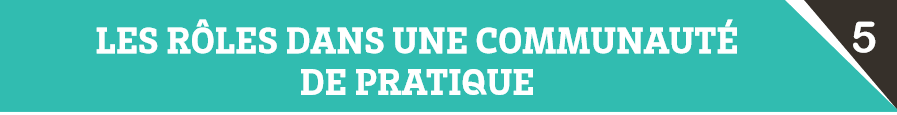 LES RÔLES DANS UNE COMMUNAUTÉ
DE PRATIQUE
5